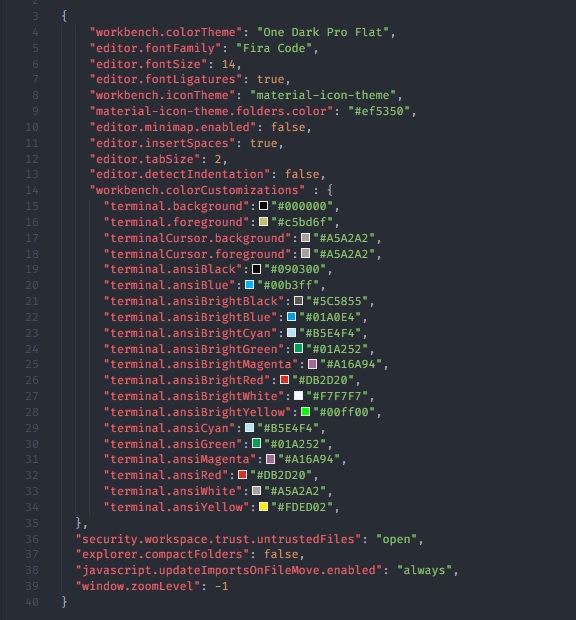 2
3 {
4 "workbench.colorTheme": "One Dark Pro Flat",
5 "editor.fontFamily": "Fira Code",
6 "editor.fontSize": 14,
7 "editor.fontLigatures": true,
8 "workbench.iconTheme": "material-icon-theme",
9 "material-icon-theme.folders.color": "#ef5350",
10 "editor.minimap.enabled": false,
11 "editor.insertSpaces": true,
12 "editor.tabSize": 2,
13 "editor.detectIndentation": false,
14 "workbench.colorCustomizations" : {
15 "terminal.background": "#000000",
16 "terminal.foreground": "#c5bd6f",
17 "terminalCursor.background": "#A5A2A2",
18 "terminalCursor.foreground": "#A5A2A2",
19 "terminal.ansiBlack": "#090300",
20 "terminal.ansiBlue": "#00b3ff",
21 "terminal.ansiBrightBlack": "#5C5855",
22 "terminal.ansiBrightBlue": "#01A0E4",
23 "terminal.ansiBrightCyan": "#B5E4F4",
24 "terminal.ansiBrightGreen": "#01A252",
25 "terminal.ansiBrightMagenta": "#A16A94",
26 "terminal.ansiBrightRed": "#DB2D20",
27 "terminal.ansiBrightWhite": "#F7F7F7",
28 "terminal.ansiBrightYellow": "#00ff00",
29 "terminal.ansiCyan": "#B5E4F4",
30 "terminal.ansiGreen": "#01A252",
31 "terminal.ansiMagenta": "#A16A94",
32 "terminal.ansiRed": "#DB2D20",
33 "terminal.ansiWhite": "#A5A2A2",
34 "terminal.ansiYellow": "#FDED02",
35 },
36 "security.workspace.trust.untrustedFiles": "open",
37 "explorer.compactFolders": false,
38 "javascript.updateImportsOnFileMove.enabled": "always",
39 "window.zoomLevel": -1
40 }